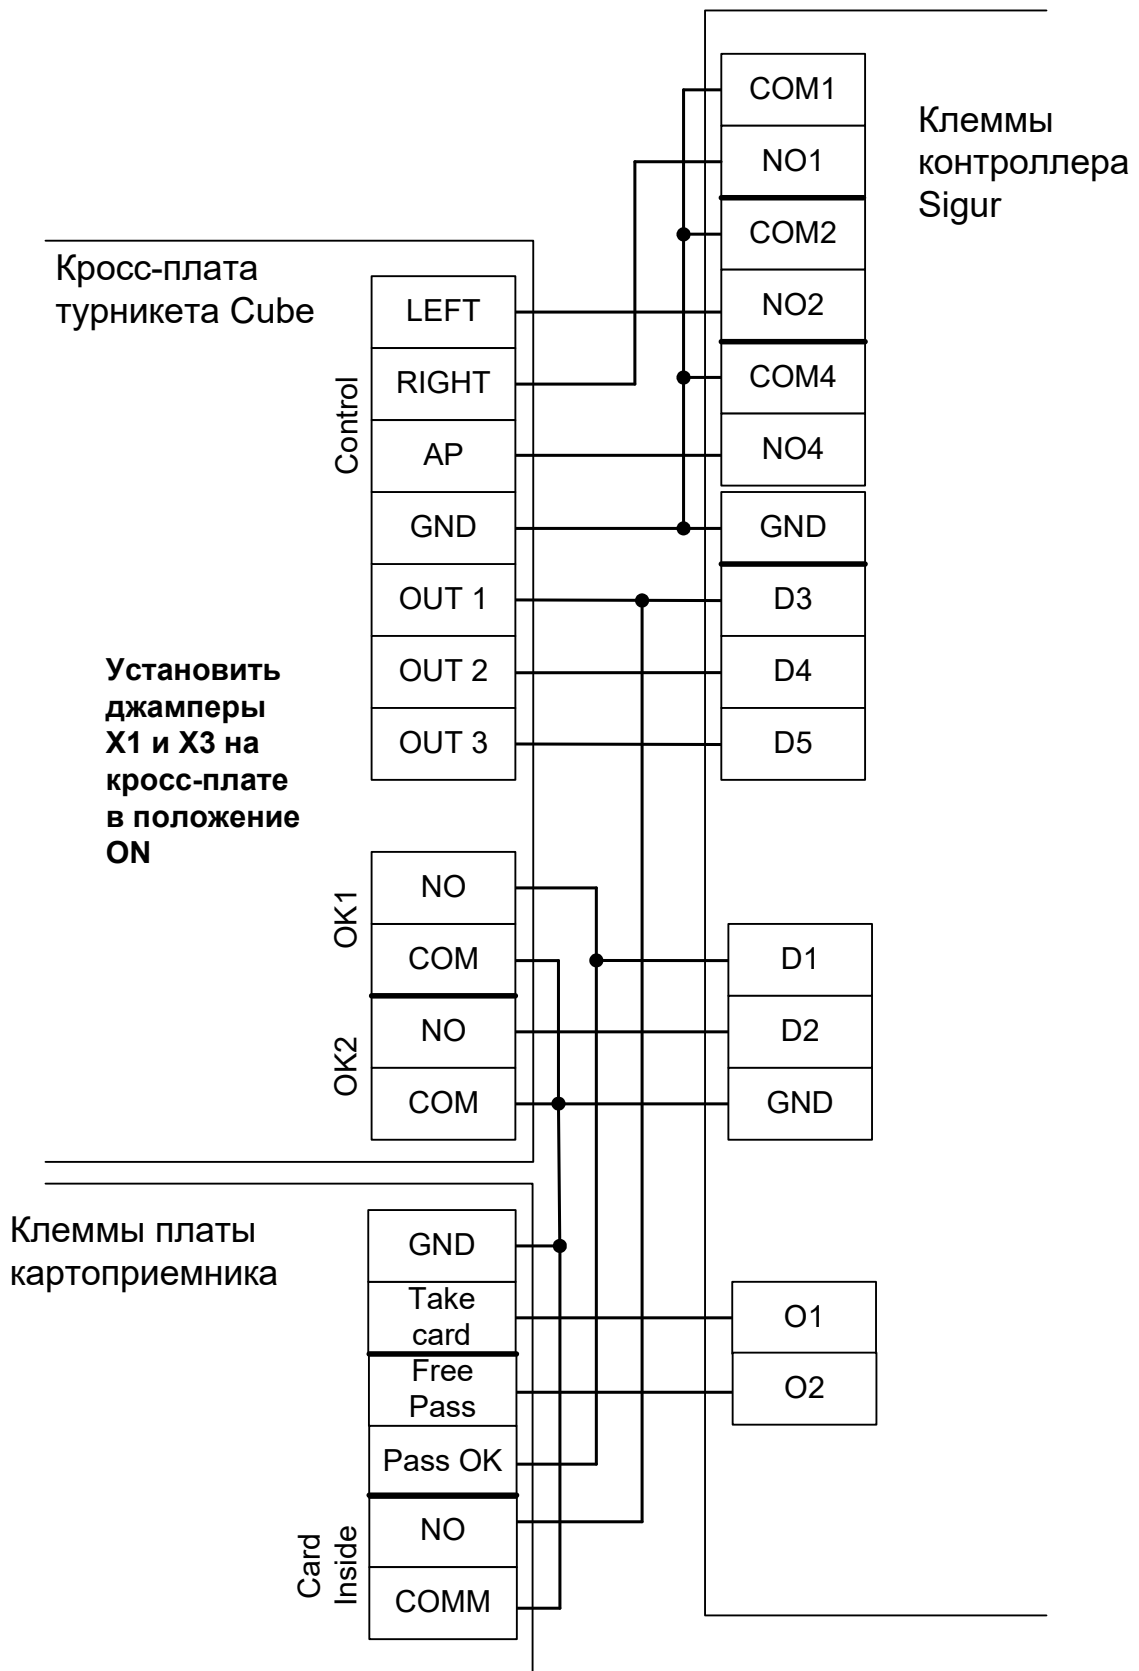 COM1
NO1
COM2
NO2
COM4
NO4
GND
D3
D4
D5
Клеммы
контроллера
Sigur
Кросс-плата
турникета Cube
Control
LEFT
RIGHT
AP
GND
OUT 1
OUT 2
OUT 3
Установить
джамперы
X1 и X3 на
кросс-плате
в положение
ON
OK1
NO
COM
OK2
NO
COM
D1
D2
GND
Клеммы платы
картоприемника
GND
Take
card
Free
Pass
Pass OK
Card
Inside
NO
COMM
O1
O2